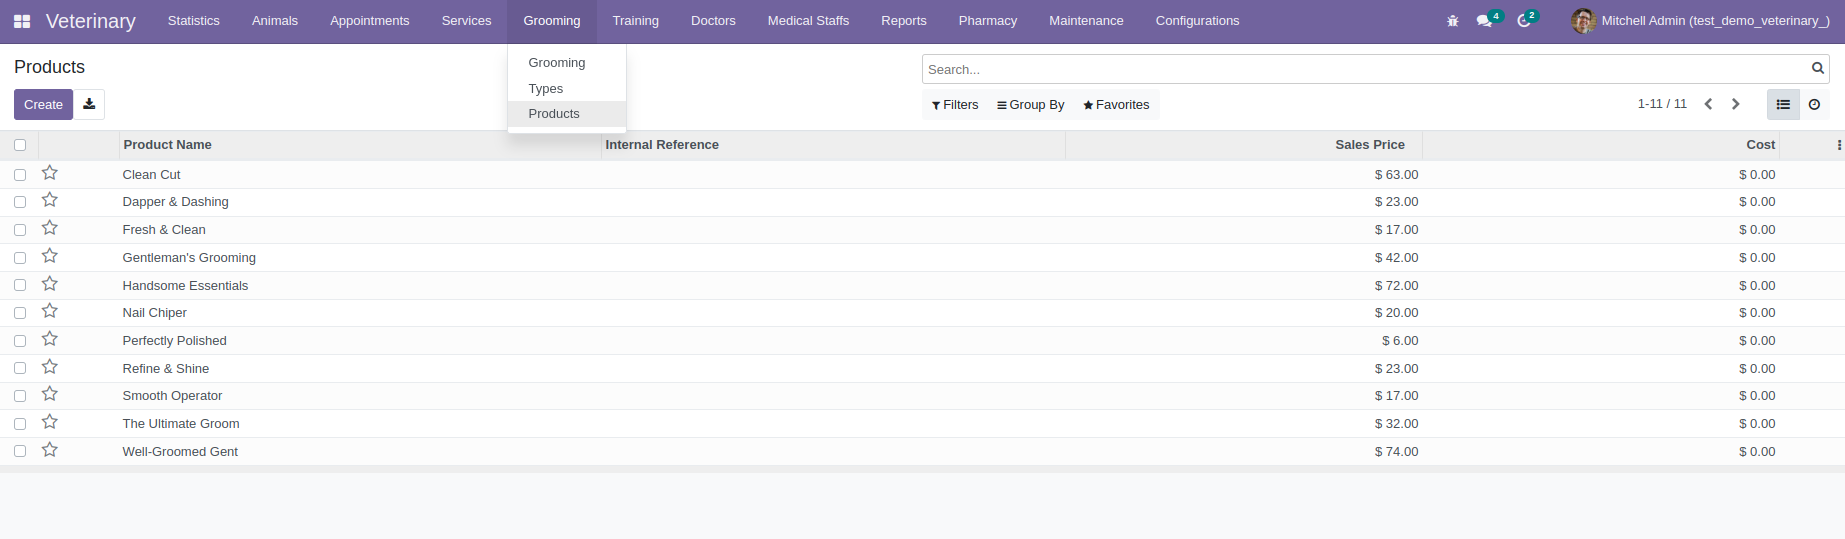 Veterinary Statistics Animals Appointments Services Grooming Training Doctors Medical Staffs Reports Pharmacy Maintenance Configurations 4 2 Mitchell Admin (test_demo_veterinary_)
Grooming
Types
Products
Products
Search...
Create
Filters Group By Favorites 1-11 / 11
Product Name Internal Reference Sales Price Cost
Clean Cut $ 63.00 $ 0.00
Dapper & Dashing $ 23.00 $ 0.00
Fresh & Clean $ 17.00 $ 0.00
Gentleman's Grooming $ 42.00 $ 0.00
Handsome Essentials $ 72.00 $ 0.00
Nail Chiper $ 20.00 $ 0.00
Perfectly Polished $ 6.00 $ 0.00
Refine & Shine $ 23.00 $ 0.00
Smooth Operator $ 17.00 $ 0.00
The Ultimate Groom $ 32.00 $ 0.00
Well-Groomed Gent $ 74.00 $ 0.00